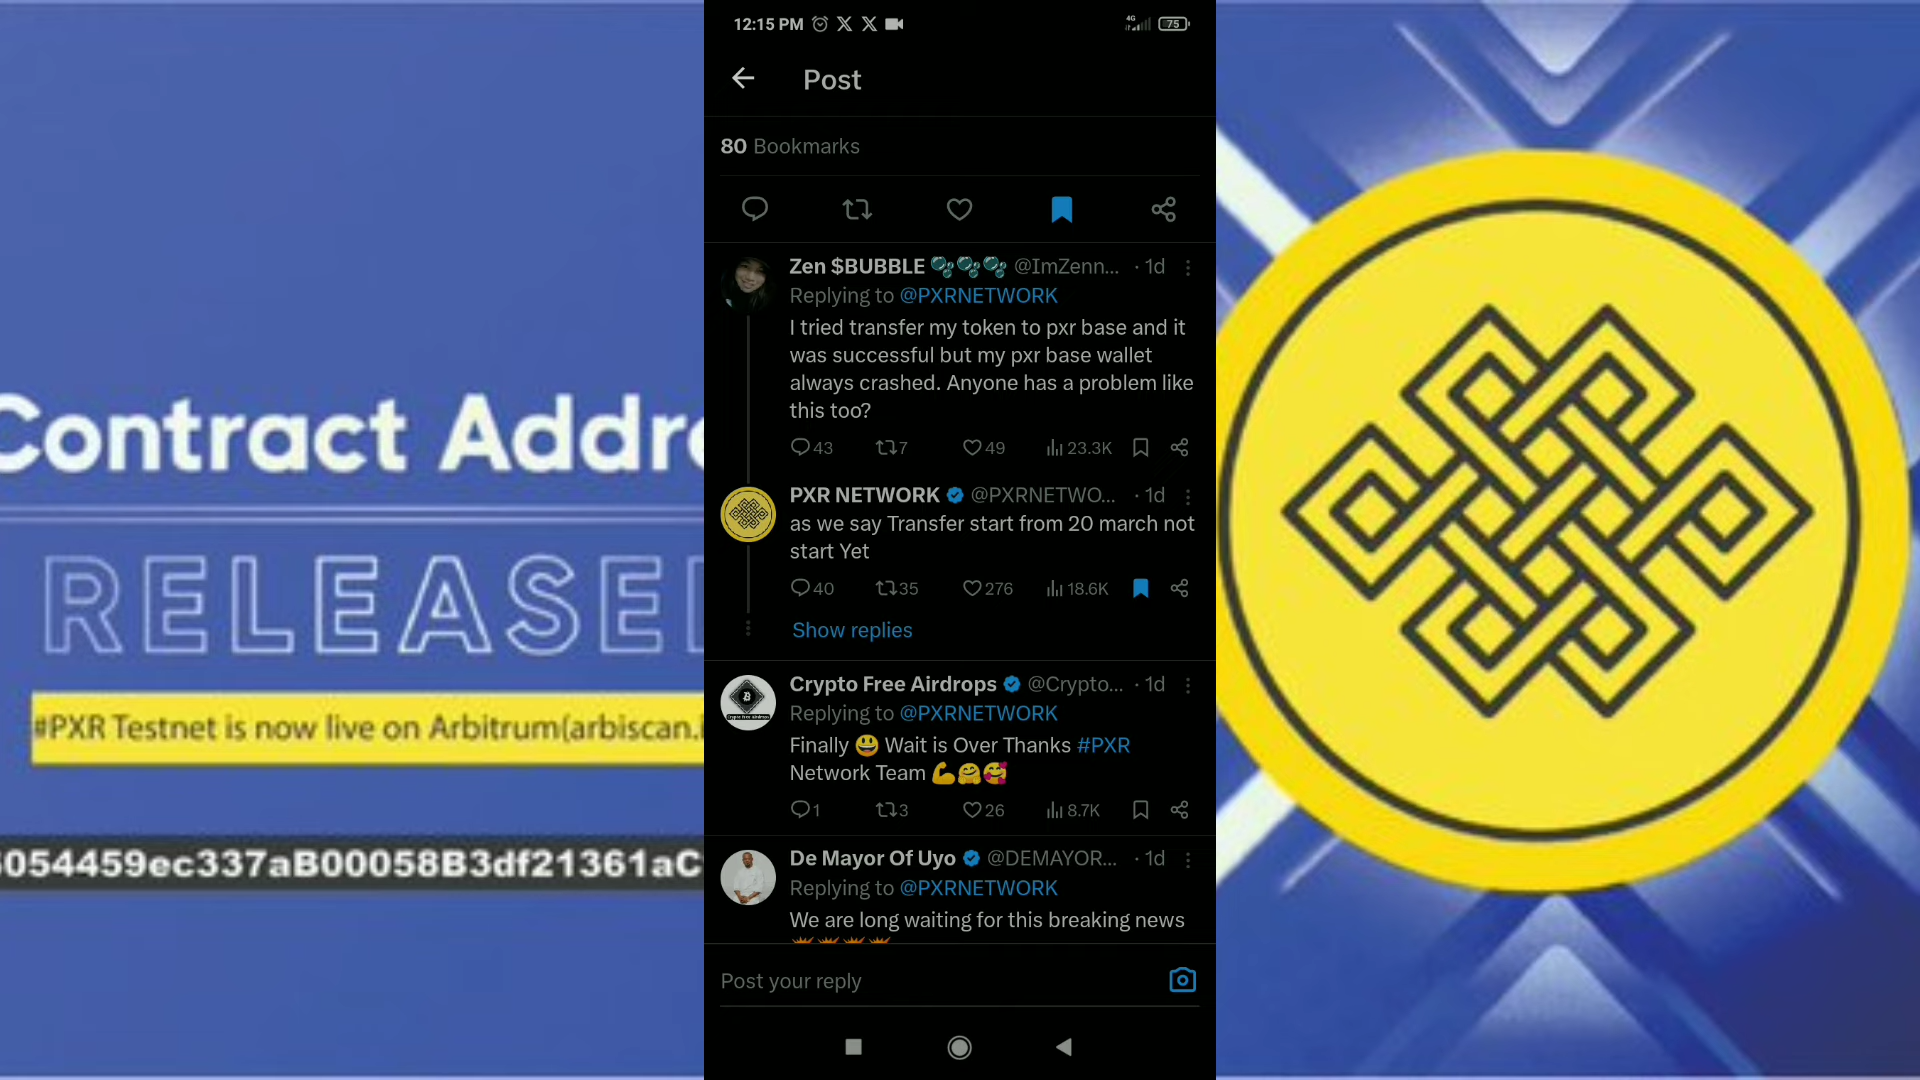 Contract Addre
RELEASE
#PXR Testnet is now live on Arbitrum(arbiscan.i
054459ec337aB00058B3df21361aC
12:15 PM
4G
75
Post
80 Bookmarks
Zen $BUBBLE 🫧🫧🫧 @ImZenn... · 1d
Replying to @PXRNETWORK
I tried transfer my token to pxr base and it
was successful but my pxr base wallet
always crashed. Anyone has a problem like
this too?
43 7 49 23.3K
PXR NETWORK @PXRNETWO... · 1d
as we say Transfer start from 20 march not
start Yet
40 35 276 18.6K
Show replies
Crypto Free Airdrops @Crypto... · 1d
Replying to @PXRNETWORK
Finally 😃 Wait is Over Thanks #PXR
Network Team 💪🤗🥰
1 3 26 8.7K
De Mayor Of Uyo @DEMAYOR... · 1d
Replying to @PXRNETWORK
We are long waiting for this breaking news
Post your reply